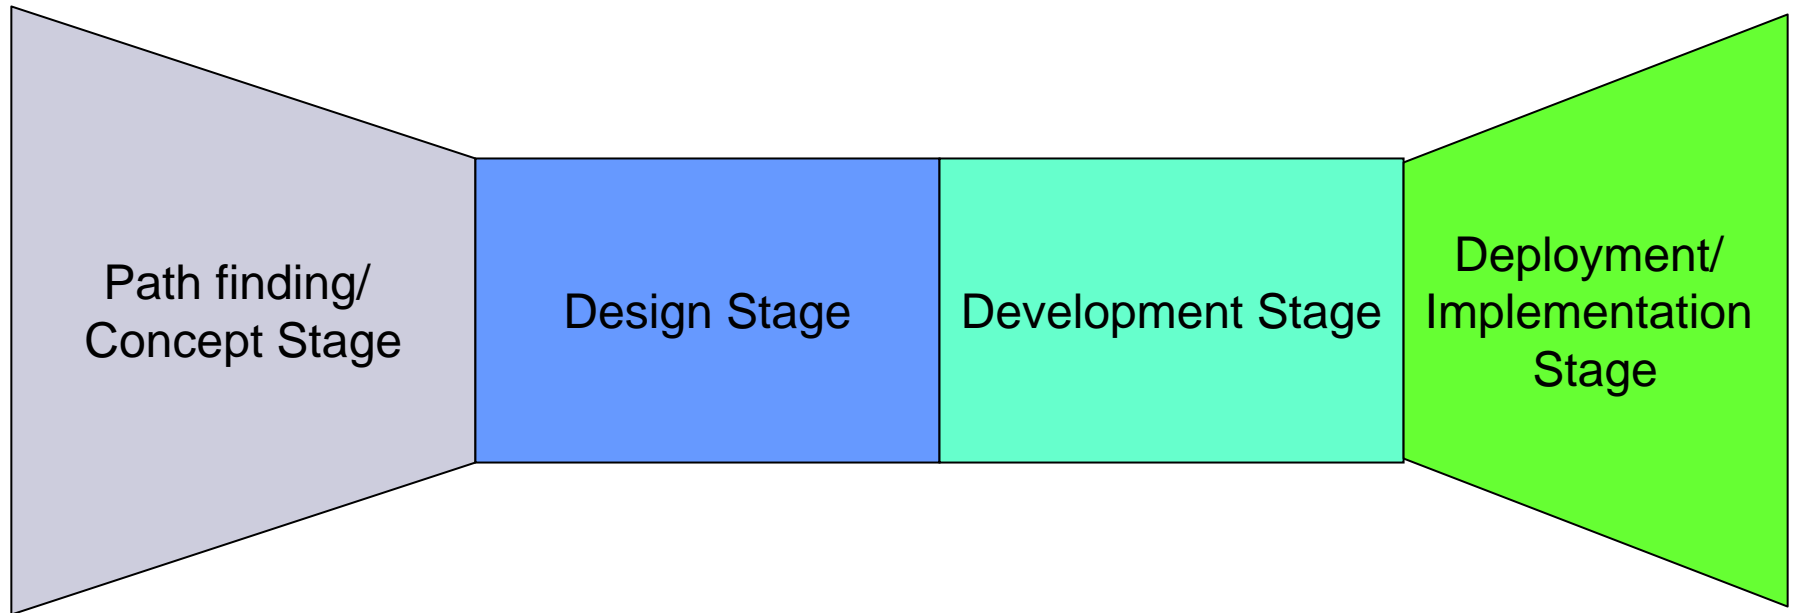 Path finding/
Concept Stage
Design Stage
Development Stage
Deployment/
Implementation
Stage